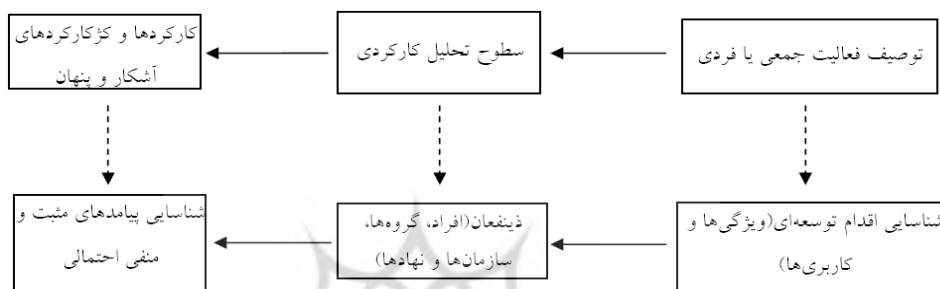 توصیف فعالیت جمعی یا فردی
سطوح تحلیل کارکردی
کارکردها و کژکارکردهای
آشکار و پنهان
شناسایی اقدام توسعه‌ای(ویژگی‌ها و
کاربری‌ها)
ذینفعان(افراد، گروه‌ها،
سازمان‌ها و نهادها)
شناسایی پیامدهای مثبت و
منفی احتمالی